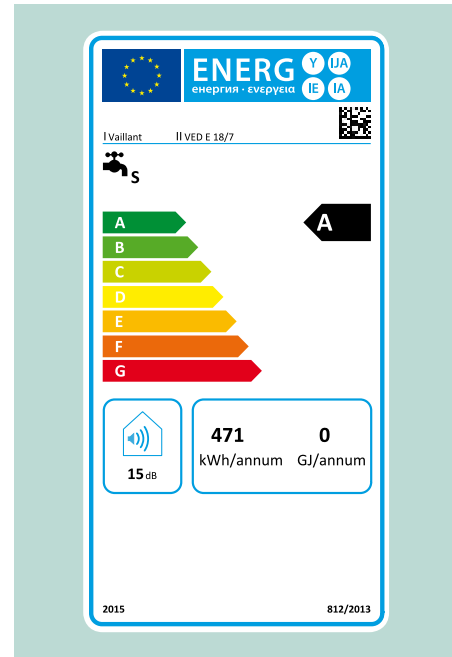 ENERG Y IJA
енергия · ενεργεια IE IA
I Vaillant II VED E 18/7
S
A A
B
C
D
E
F
G
471 0
kWh/annum GJ/annum
15 dB
2015 812/2013